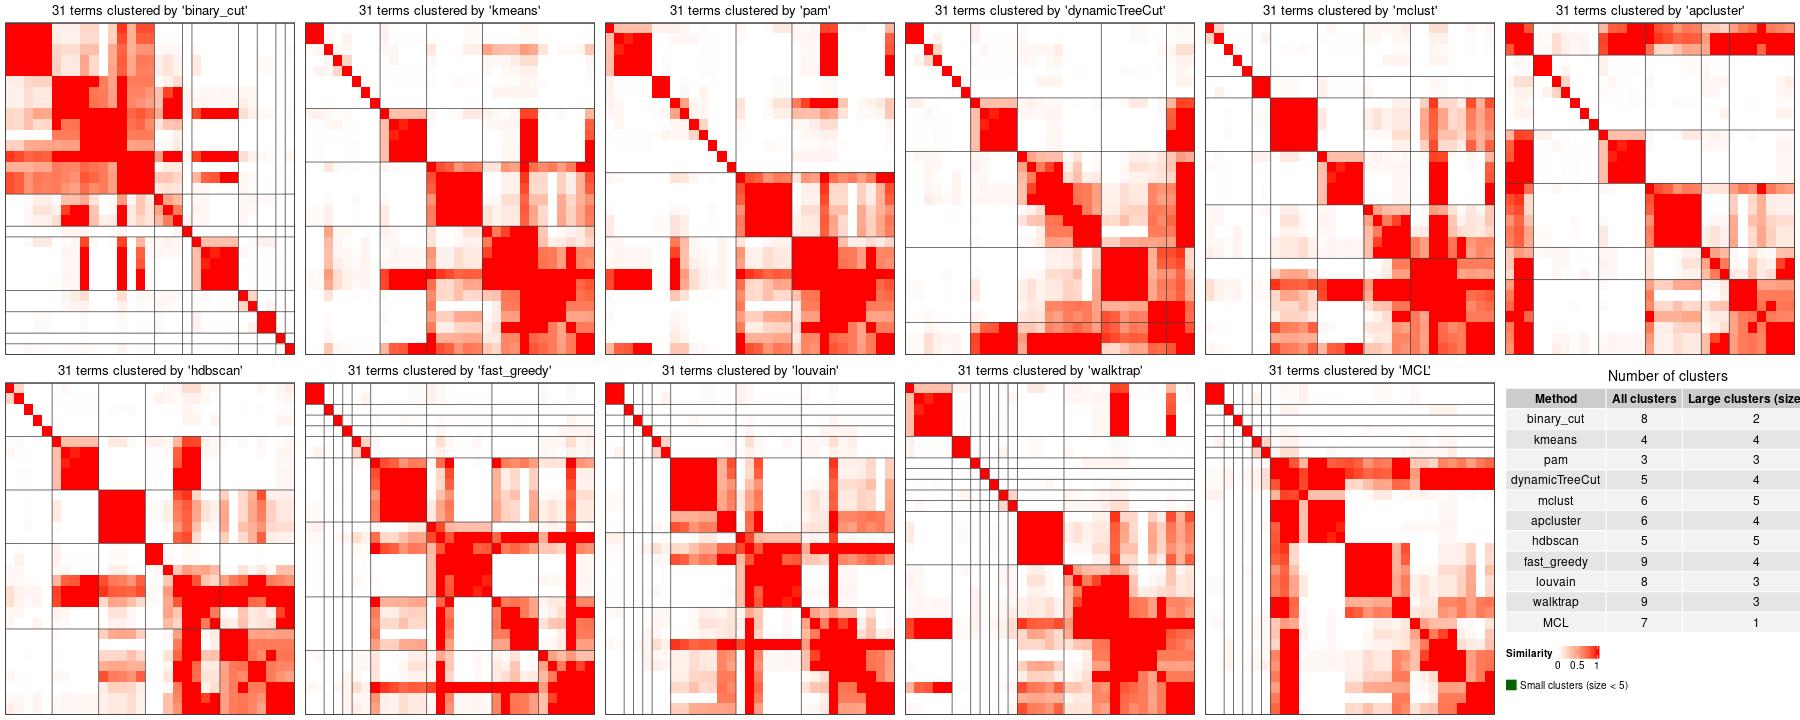 31 terms clustered by 'binary_cut'
31 terms clustered by 'kmeans'
31 terms clustered by 'pam'
31 terms clustered by 'dynamicTreeCut'
31 terms clustered by 'mclust'
31 terms clustered by 'apcluster'
31 terms clustered by 'hdbscan'
31 terms clustered by 'fast_greedy'
31 terms clustered by 'louvain'
31 terms clustered by 'walktrap'
31 terms clustered by 'MCL'
Number of clusters
Method All clusters Large clusters (size
binary_cut 8 2
kmeans 4 4
pam 3 3
dynamicTreeCut 5 4
mclust 6 5
apcluster 6 4
hdbscan 5 5
fast_greedy 9 4
louvain 8 3
walktrap 9 3
MCL 7 1
Similarity
0 0.5 1
Small clusters (size < 5)